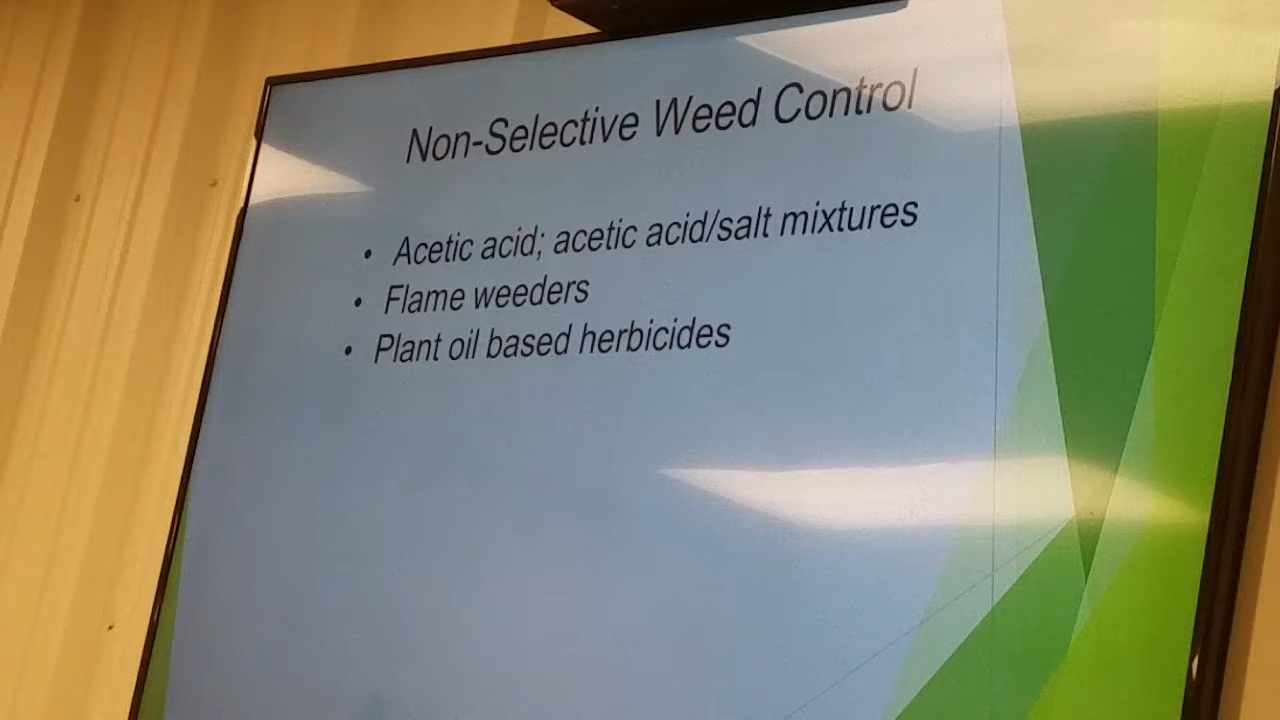 Non-Selective Weed Control
• Acetic acid; acetic acid/salt mixtures
• Flame weeders
• Plant oil based herbicides